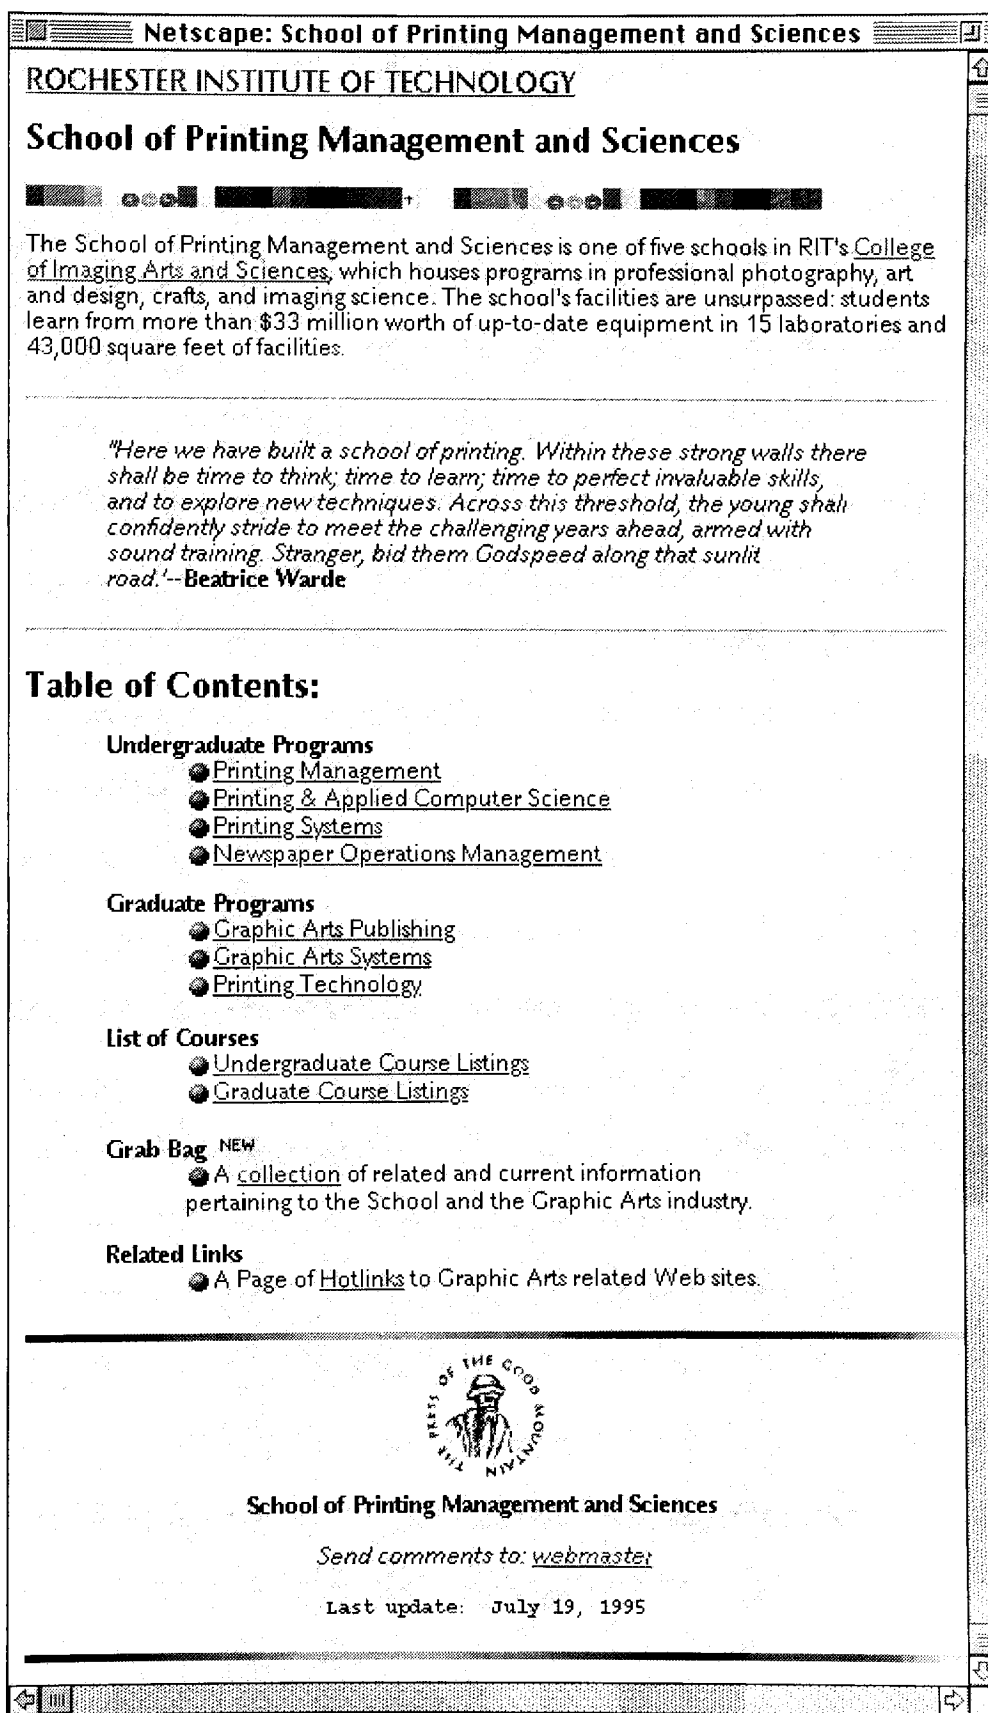 Netscape: School of Printing Management and Sciences
ROCHESTER INSTITUTE OF TECHNOLOGY
School of Printing Management and Sciences
The School of Printing Management and Sciences is one of five schools in RIT's College
of Imaging Arts and Sciences, which houses programs in professional photography, art
and design, crafts, and imaging science. The school's facilities are unsurpassed: students
learn from more than $33 million worth of up-to-date equipment in 15 laboratories and
43,000 square feet of facilities.
"Here we have built a school of printing. Within these strong walls there
shall be time to think; time to learn; time to perfect invaluable skills,
and to explore new techniques. Across this threshold, the young shall
confidently stride to meet the challenging years ahead, armed with
sound training. Stranger, bid them Godspeed along that sunlit
road.'--Beatrice Warde
Table of Contents:
Undergraduate Programs
Printing Management
Printing & Applied Computer Science
Printing Systems
Newspaper Operations Management
Graduate Programs
Graphic Arts Publishing
Graphic Arts Systems
Printing Technology
List of Courses
Undergraduate Course Listings
Graduate Course Listings
Grab Bag NEW
A collection of related and current information
pertaining to the School and the Graphic Arts industry.
Related Links
A Page of Hotlinks to Graphic Arts related Web sites.
THE PRESS OF THE GOOD MOUNTAIN
School of Printing Management and Sciences
Send comments to: webmaster
Last update: July 19, 1995